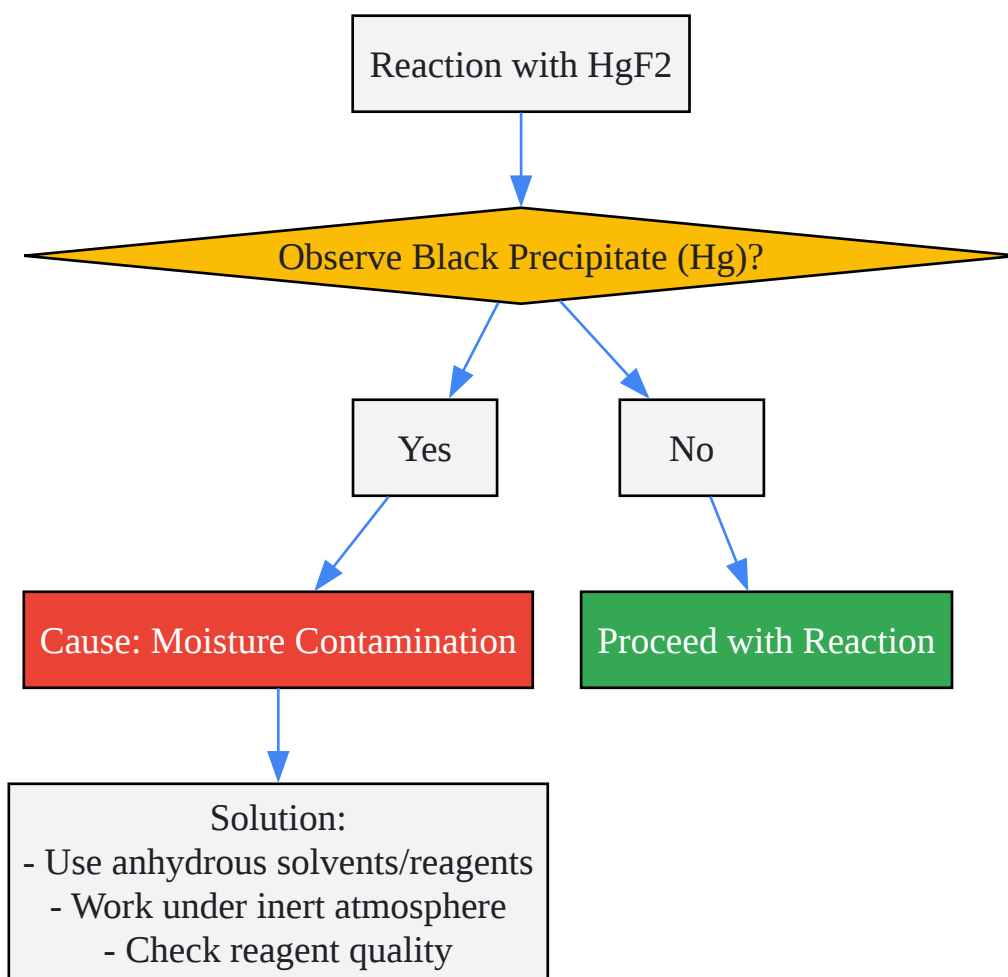 Reaction with HgF2
Observe Black Precipitate (Hg)?
Yes
No
Cause: Moisture Contamination
Proceed with Reaction
Solution:
- Use anhydrous solvents/reagents
- Work under inert atmosphere
- Check reagent quality